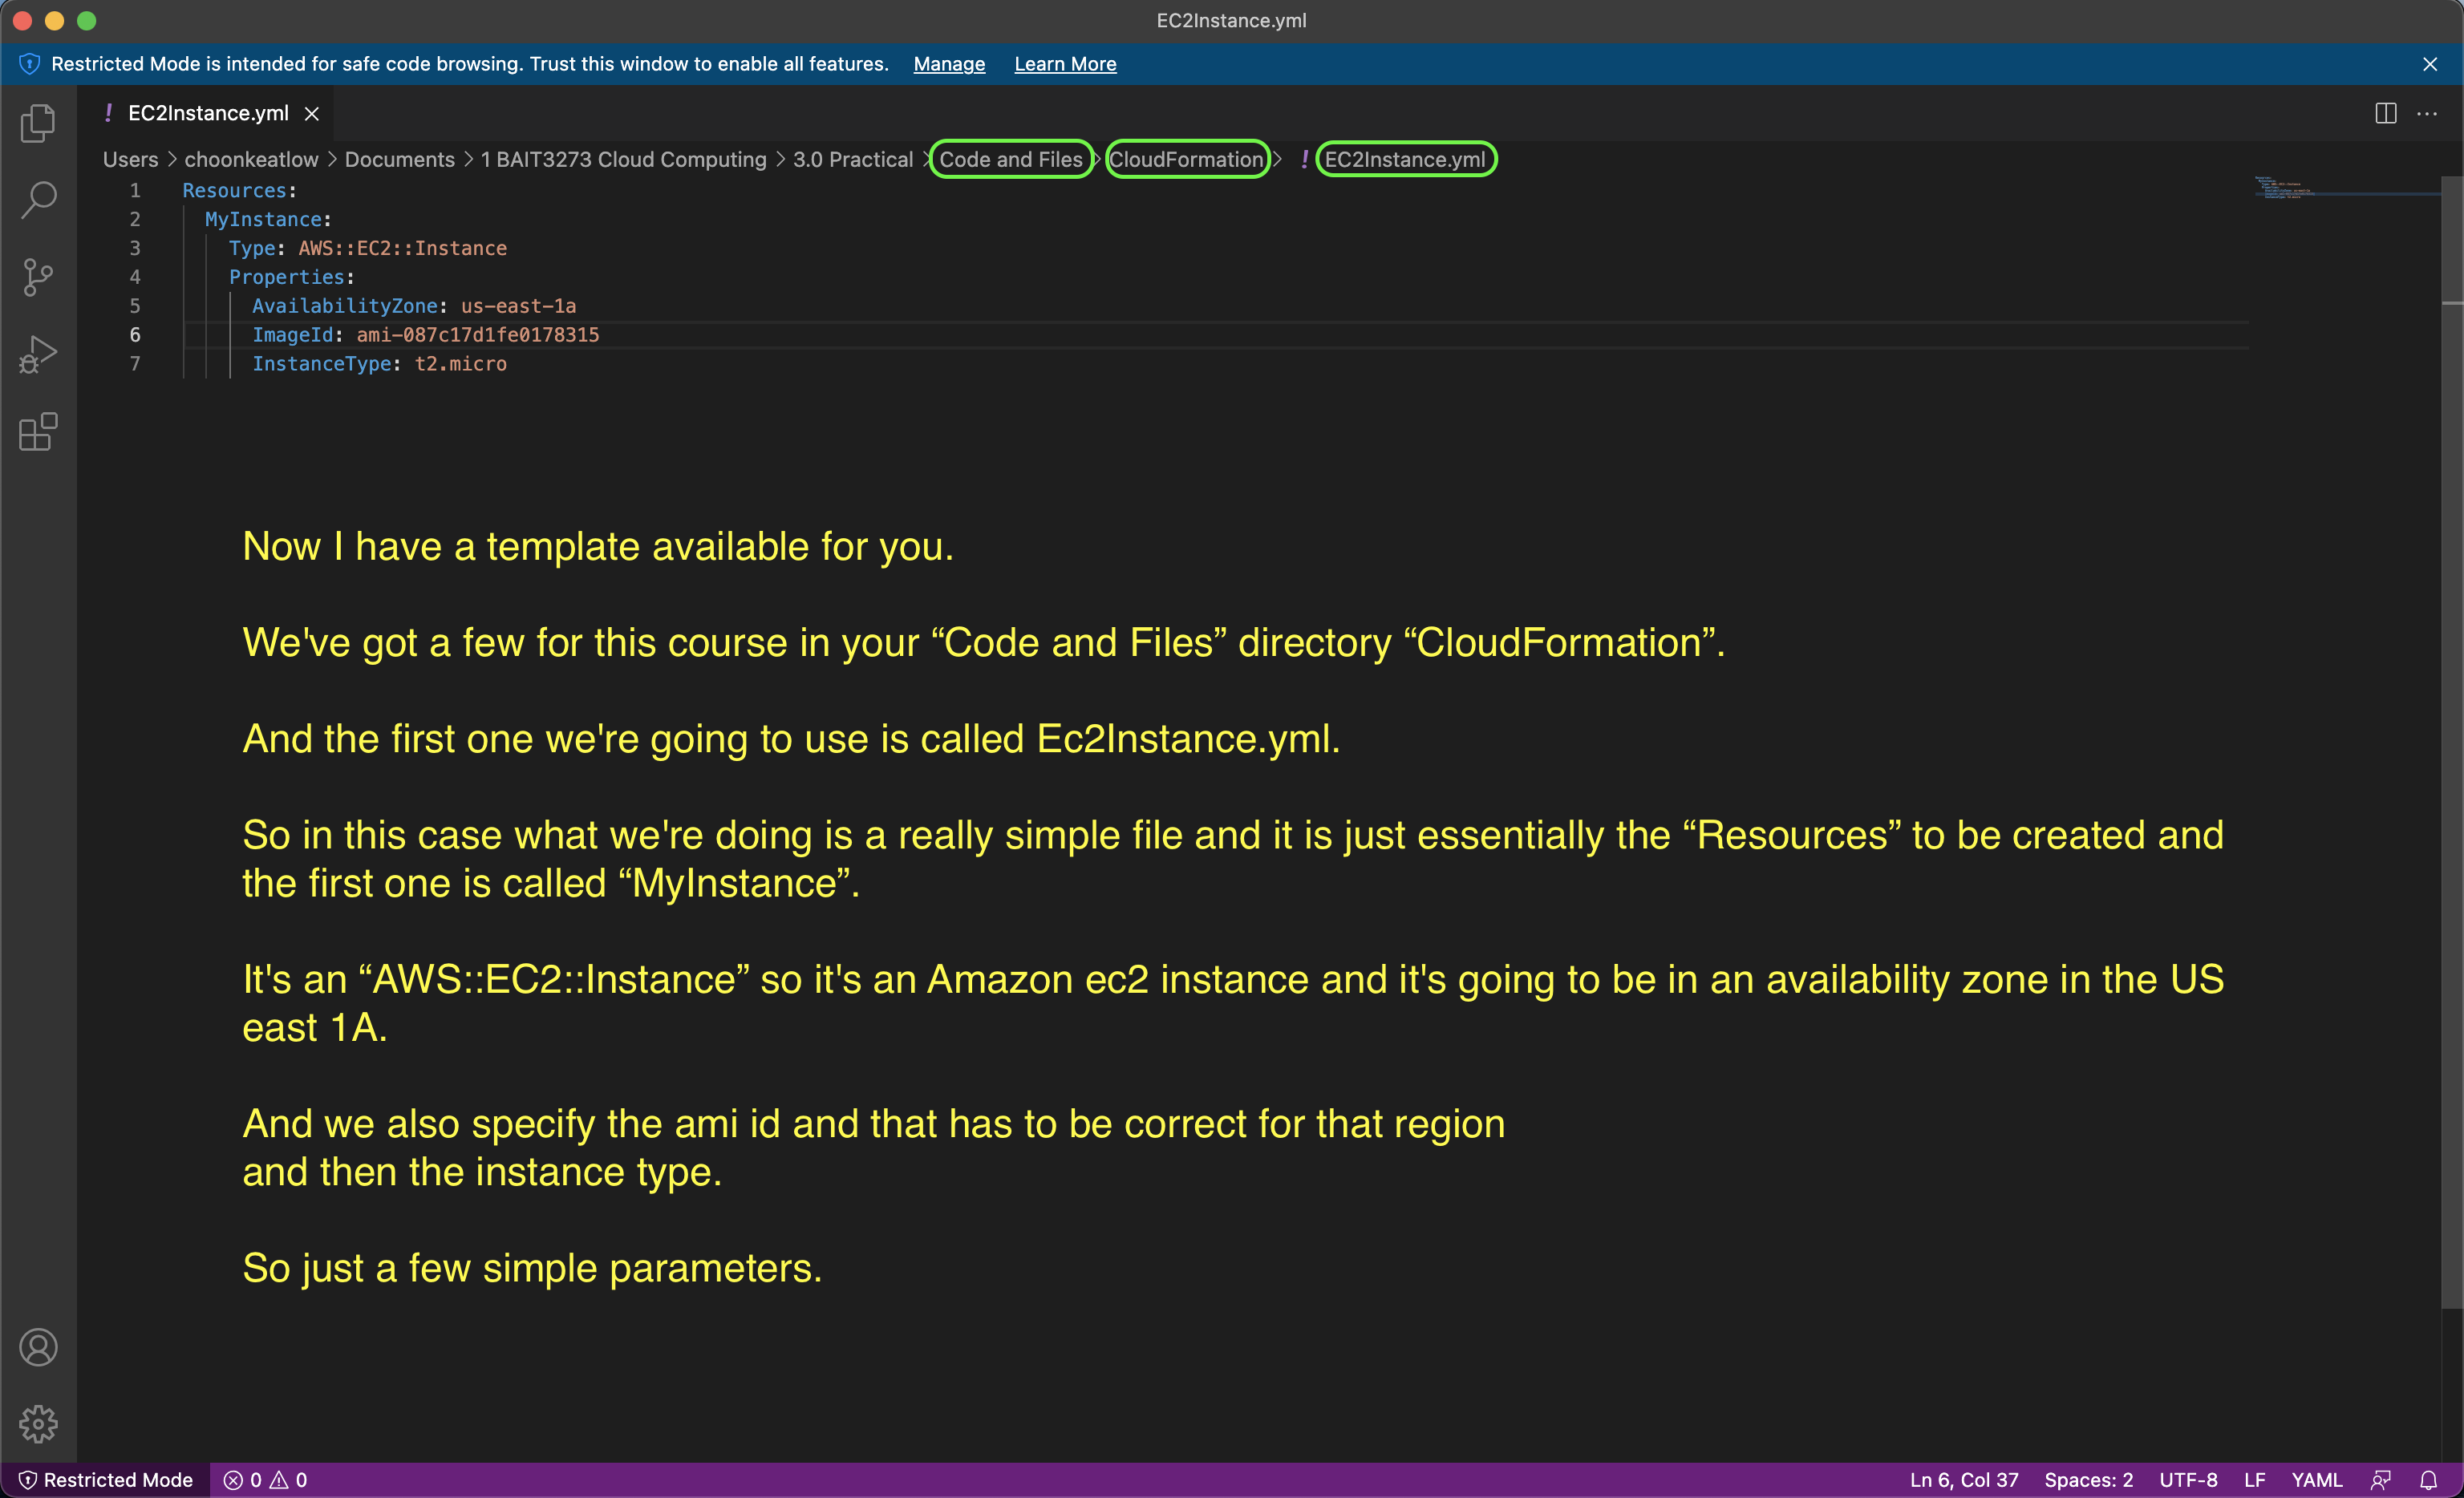 EC2Instance.yml
Restricted Mode is intended for safe code browsing. Trust this window to enable all features. Manage Learn More
! EC2Instance.yml
Users > choonkeatlow > Documents > 1 BAIT3273 Cloud Computing > 3.0 Practical > Code and Files > CloudFormation > ! EC2Instance.yml
1 Resources:
2 MyInstance:
3 Type: AWS::EC2::Instance
4 Properties:
5 AvailabilityZone: us-east-1a
6 ImageId: ami-087c17d1fe0178315
7 InstanceType: t2.micro
Now I have a template available for you.
We've got a few for this course in your “Code and Files” directory “CloudFormation”.
And the first one we're going to use is called Ec2Instance.yml.
So in this case what we're doing is a really simple file and it is just essentially the “Resources” to be created and
the first one is called “MyInstance”.
It's an “AWS::EC2::Instance” so it's an Amazon ec2 instance and it's going to be in an availability zone in the US
east 1A.
And we also specify the ami id and that has to be correct for that region
and then the instance type.
So just a few simple parameters.
Restricted Mode 0 0 Ln 6, Col 37 Spaces: 2 UTF-8 LF YAML